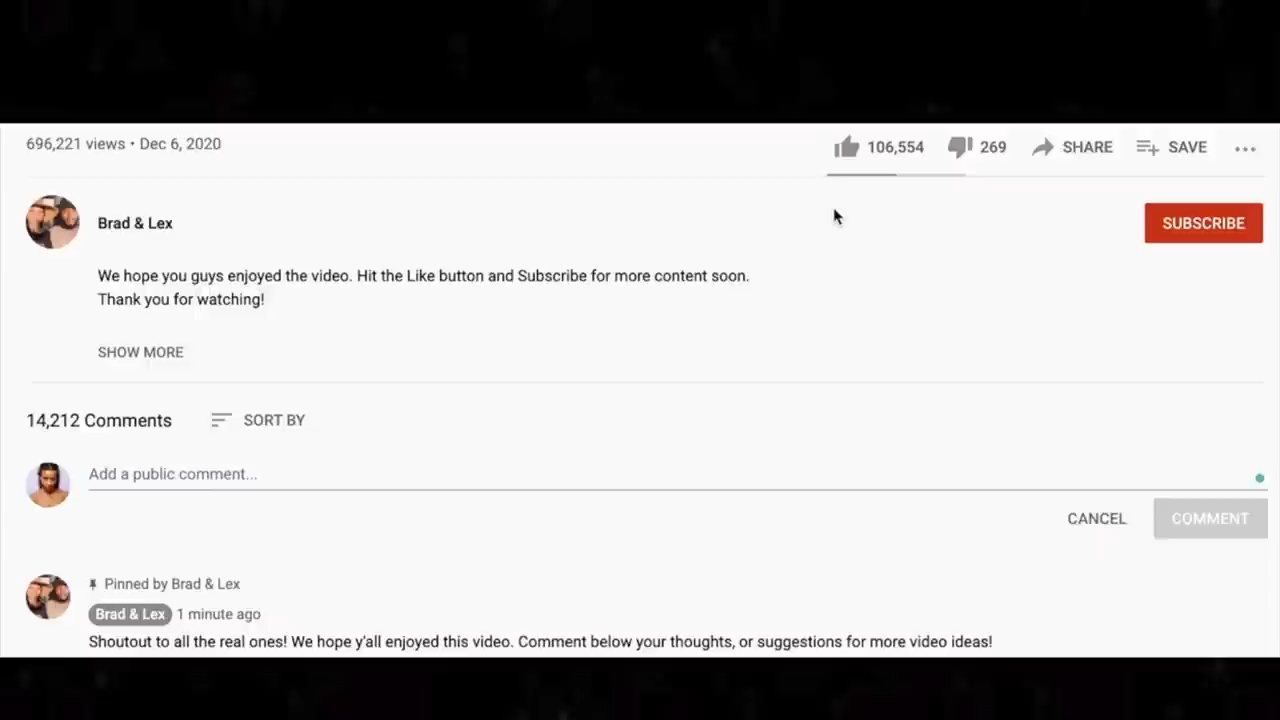 696,221 views • Dec 6, 2020
106,554
269
SHARE
SAVE
Brad & Lex
SUBSCRIBE
We hope you guys enjoyed the video. Hit the Like button and Subscribe for more content soon.
Thank you for watching!
SHOW MORE
14,212 Comments
SORT BY
Add a public comment...
CANCEL
COMMENT
Pinned by Brad & Lex
Brad & Lex 1 minute ago
Shoutout to all the real ones! We hope y'all enjoyed this video. Comment below your thoughts, or suggestions for more video ideas!